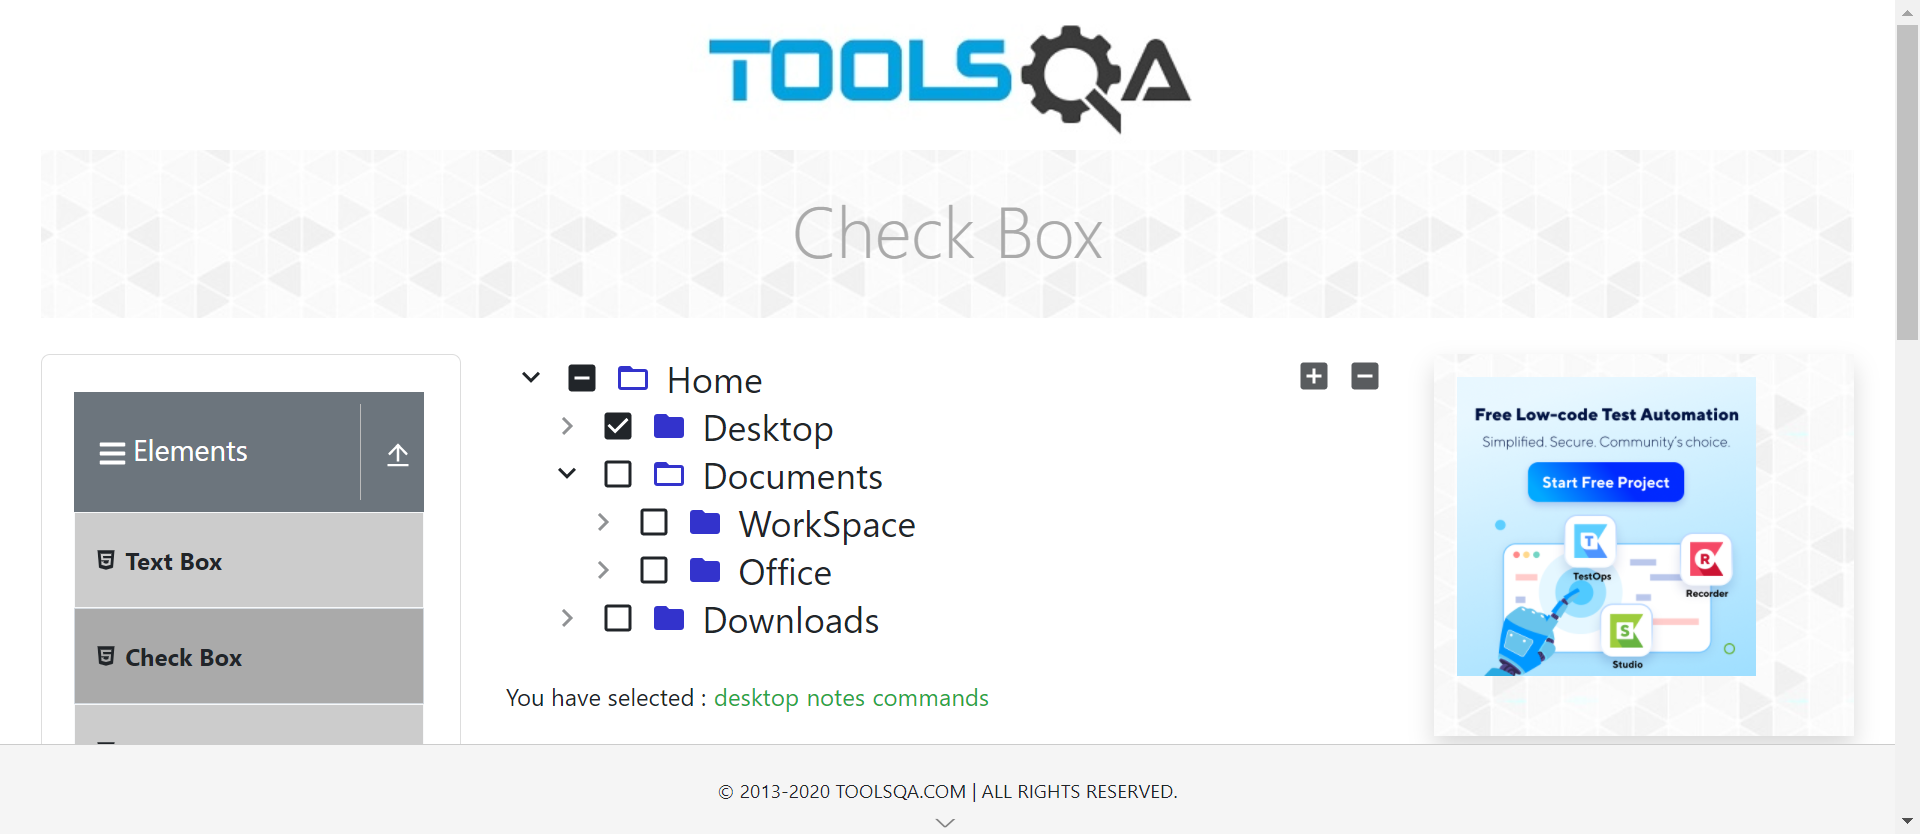 TOOLSQA
Check Box
Elements
Text Box
Check Box
Home
Desktop
Documents
WorkSpace
Office
Downloads
You have selected : desktop notes commands
Free Low-code Test Automation
Simplified. Secure. Community's choice.
Start Free Project
T
TestOps
R
Recorder
S
Studio
© 2013-2020 TOOLSQA.COM | ALL RIGHTS RESERVED.